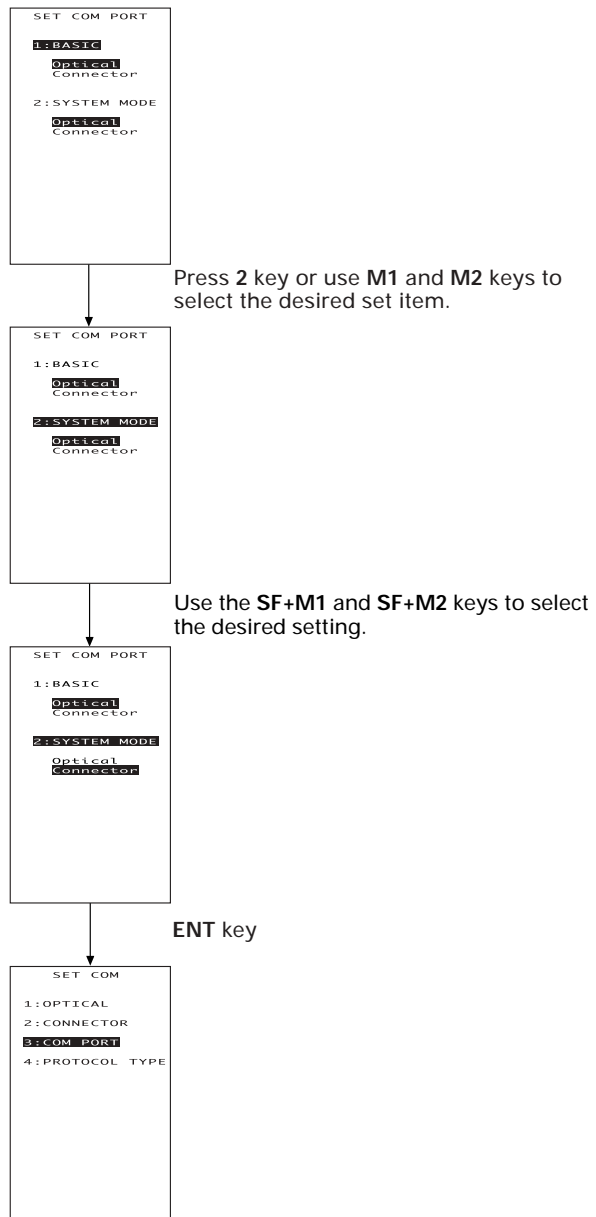 SET COM PORT
1:BASIC
Optical
Connector
2:SYSTEM MODE
Optical
Connector
Press 2 key or use M1 and M2 keys to
select the desired set item.
SET COM PORT
1:BASIC
Optical
Connector
2:SYSTEM MODE
Optical
Connector
Use the SF+M1 and SF+M2 keys to select
the desired setting.
SET COM PORT
1:BASIC
Optical
Connector
2:SYSTEM MODE
Optical
Connector
ENT key
SET COM
1:OPTICAL
2:CONNECTOR
3:COM PORT
4:PROTOCOL TYPE